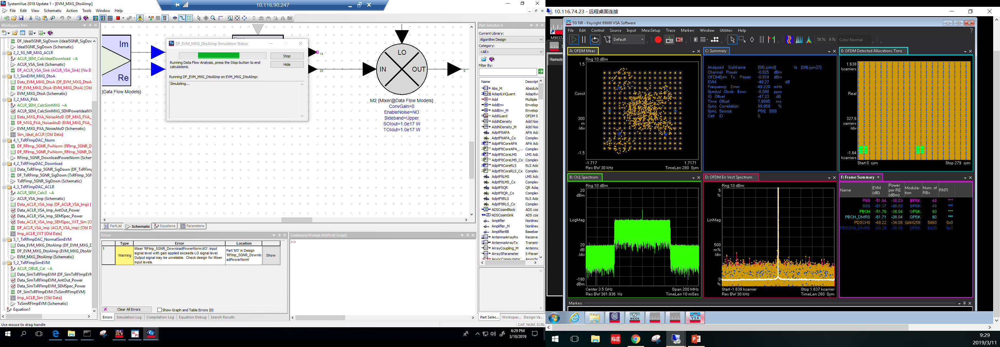 SystemVue 2018 Update 1 - [EVM_MXG_DtoAImp]
10.116.90.247
File Edit View Schematic Action Tools Window Help
Workspace Tree
DF_Ideal5GNR_SigDown (Ideal5GNR_SigDow
Ideal5GNR_SigDown (Schematic)
2_2_5G_NR_MXG_ACLR
ACLR_SEM_CalcIdealDownload ~A
ACLR_VSA_Sink (Schematic)
DF_ACLR_VSA_Sink (ACLR_VSA_Sink) [No D
3_1_SimEVM_MXG_DtoA
Data_EVM_MXG_DtoA (DF_EVM_MXG_DtoA
DF_EVM_MXG_DtoA (EVM_MXG_DtoA) [Old
EVM_MXG_DtoA (Schematic)
3_2_MXA_PXA
ACLR_SEM_CalcSimMXG ~A
ACLR_SEM_CalcSimMXG_SEMPowerIdealVX
Data_MXG_PXA_NoiseAtoD (DF_MXG_PXA_
DF_MXG_PXA_NoiseAtoD (EVM_MXG_PXA_
EVM_MXG_PXA_NoiseAtoD (Schematic)
Sim_Ideal_ACLR [Old Data]
4_1_TxRFImpDAC_Norm
DF_RFImp_5GNR_PwNorm (RFImp_5GNR_D
DF_RFImp_5GNR_PwNorm_RFImp_5GNR_D
RFImp_5GNR_DownloadPowerNorm (Scher
4_2_TxRFImpDAC_Download
Data_TxRFImp_5GNR_SigDown (DF_TxRFImp
DF_TxRFImp_5GNR_SigDown (TxRFImp_5GN
TxRFImp_5GNR_SigDown (Schematic)
4_3_TxRFImpDAC_ACLR
ACLR_SEM_Calc3 ~A
ACLR_VSA_Imp (Schematic)
Data_ACLR_VSA_Imp (DF_ACLR_VSA_Imp) [
Data_ACLR_VSA_Imp_AntOut_Power
Data_ACLR_VSA_Imp_SEMSpec_Power
Data_ACLR_VSA_Imp_SEMSpec_VXT_Sim [O
DF_ACLR_VSA_Imp (ACLR_VSA_Imp) [Old D
Imp_ACLR_VXT [Old Data]
5_1_TxRfImpDAC_NormalSimEVM
Data_EVM_MXG_DtoAImp (DF_EVM_MXG_D
DF_EVM_MXG_DtoAImp (EVM_MXG_DtoAIm
EVM_MXG_DtoAImp (Schematic)
5_2_TxRFImpSimEVM
ACLR_OBUE_Cal ~A
Data_SimTxRFImpEVM (DF_SimTxRFImpEVM
Data_SimTxRFImpEVM_AntOut_Power
Data_SimTxRFImpEVM_SEMSpec_Power
DF_SimTxRFImpEVM (TxSimRFImpEVM)
Imp_ACLR_Sim [Old Data]
TxSimRFImpEVM (Schematic)
Equation1
Use mouse to drag handle
Im
Re
@Data Flow Models}
DF_EVM_MXG_DtoAImp Simulation Status
Running Data Flow Analysis, press the Stop button to end
calculations.
Stop
Hide
Running DF_EVM_MXG_DtoAImp on EVM_MXG_DtoAImp:
Simulating...
14
29
LO
IN
OUT
8
M2 {Mixer@Data Flow Models}
ConvGain=0
EnableNoise=NO
Sideband=Upper
SOIout=1.0e17 W
TOIout=1.0e17 W
PartList Schematic Equations Parameters
Errors
Type Error Location
1 Warning
Mixer 'RFImp_5GNR_DownloadPowerNorm.M3': Input
signal level with gain applied exceeds LO signal level.
Output signal may be unreliable. Check design for Mixer
input levels.
Part 'M3' in Design
'RFImp_5GNR_Downlo
adPowerNorm'
Show
Clear All Errors
Show Graph and Table Errors (0)
Errors Simulation Log Compilation Log Equation Debug Search Results
Command Prompt (MATLAB Script)
>>
Part Selector A
Current Library:
Algorithm Design
Category:
<All>
Filter By:
Name Descript
Abs_M Absolute
AdaptLinQuant Adaptive
Add Multiple
AddEnv Envelop
AddEnv_M Envelop
AddGuard OFDM S
AddNDensity Add Noi
AddNDensity_M Add Nois
AdptFltAPA APA Ada
AdptFltAPA_Cx Complex
AdptFltCoreAPA APA Ada
AdptFltCoreAPA_... Complex
AdptFltCoreLMS LMS Ada
AdptFltCoreLMS_Cx Complex
AdptFltCoreRLS RLS Ada
AdptFltCoreRLS_Cx Complex
AdptFltLMS LMS Ada
AdptFltLMS_Cx Complex
AdptFltQR QR Adap
AdptFltQR_Cx Complex
AdptFltRLS RLS Ada
AdptFltRLS_Cx Complex
ADSCosimBlock ADS cos
ADSCosimSink ADS cos
Amplifier Nonlinea
Amplifier_M Nonlinea
AmplifierBB Basebar
AntennaArrayRx Receive
AntennaArrayTx Transmit
ArrayCoupling_M Antenna
ArraySParameter S-Param
AsyncCommutator Asynchr
Part Selec... Workspac... Design Va...
CAP NUM SCRL
6:29 PM
3/10/2019
10.116.74.23 - 远程桌面连接
M9037A
Remote
5G NR - Keysight 89600 VSA Software
File Edit Control Source Input MeasSetup Trace Markers Window Utilities Help
Default
50 % 0 % Color Normal
A: OFDM Meas
Rng 10 dBm
1.5
Const
300
m
/div
-1.5
-1.717 1.7171
Res BW 30 kHz TimeLen 280 Sym
C: Summary
Analyzed Subframe [Sf0,sym0] to [Sf9,sym27]
Channel Power -0.925 dBm
OFDMSym. Tx. Power -0.919 dBm
EVM -48.27 dB
Frequency Error 49.220 mHz
Symbol Clock Error -0.000 ppm
IQ Offset -47.23 dB
Time Offset 7.9095 ms
Sync Correlation 99.959 %
Sync Source PSS, SSS
Cell ID 0
E: OFDM Detected Allocations Time
1.638
kcarriers
Real
327.6
carriers
/div
-1.64
kcarriers
Start 0 sym Stop 279 sym
B: Ch1 Spectrum
Rng 10 dBm
20
dBm
LogMag
20
dB
/div
-180
dBm
Center 3.5 GHz Span 200 MHz
Res BW 381.936 Hz TimeLen 10 mSec
D: OFDM Err Vect Spectrum
Rng 10 dBm
5
%
LinMag
500
m%
/div
0
%
Start -1.638 kcarrier Stop 1.637 kcarrier
Res BW 30 kHz TimeLen 280 Sym
F: Frame Summary
Name EVM (dB) Power per RE (dBm) Modula-tion Num. of RBs RNTI
PSS -51.64 -36.03 BPSK 48 ***
SSS -51.37 -36.02 BPSK 48 ***
PBCH -51.76 -36.04 QPSK 80 ***
PBCH_DMRS -51.71 -36.04 QPSK 80
PDSCH0 -48.22 -36.08 QAM256 5460 0x0
PDSCH0_DMRS -48.28 -36.05 QPSK 5420 0x0
Markers
M9300
VSA
有道
9:29
2019/3/11